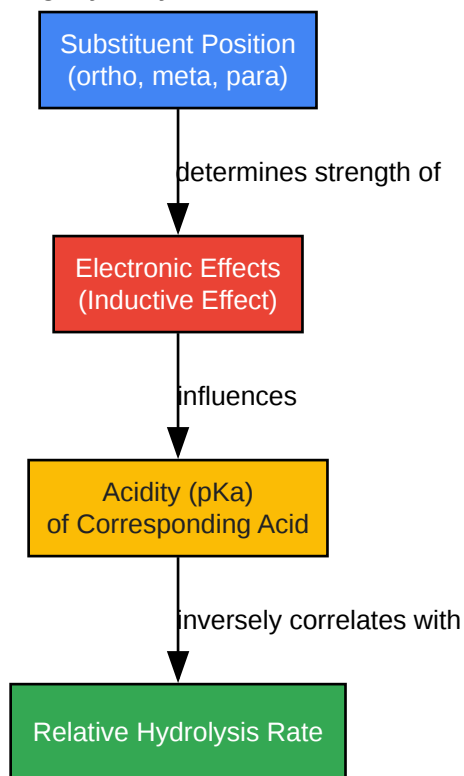 Substituent Position
(ortho, meta, para)
determines strength of
Electronic Effects
(Inductive Effect)
influences
Acidity (pKa)
of Corresponding Acid
inversely correlates with
Relative Hydrolysis Rate